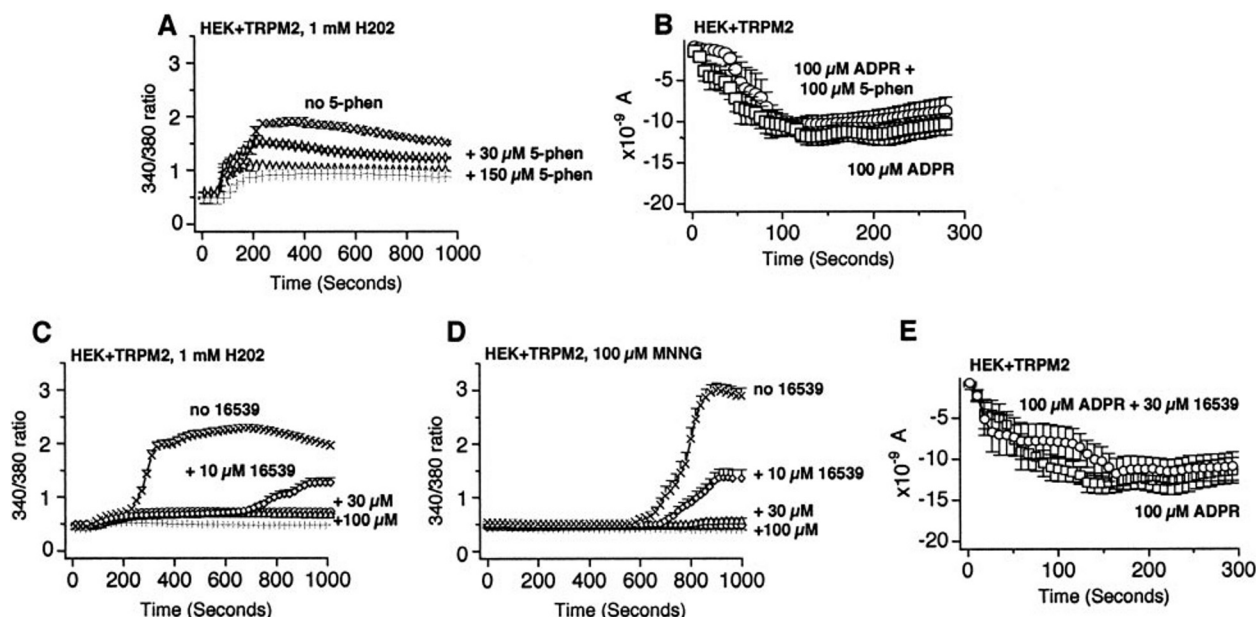 A
HEK+TRPM2, 1 mM H202
340/380 ratio
3
2
1
0
no 5-phen
+ 30 µM 5-phen
+ 150 µM 5-phen
0 200 400 600 800 1000
Time (Seconds)
B
HEK+TRPM2
x10⁻⁹ A
-5
-10
-15
-20
100 µM ADPR +
100 µM 5-phen
100 µM ADPR
0 100 200 300
Time (Seconds)
C
HEK+TRPM2, 1 mM H202
340/380 ratio
3
2
1
0
no 16539
+ 10 µM 16539
+ 30 µM
+100 µM
0 200 400 600 800 1000
Time (Seconds)
D
HEK+TRPM2, 100 µM MNNG
340/380 ratio
3
2
1
0
no 16539
+ 10 µM 16539
+ 30 µM
+100 µM
0 200 400 600 800 1000
Time (Seconds)
E
HEK+TRPM2
x10⁻⁹ A
-5
-10
-15
-20
100 µM ADPR + 30 µM 16539
100 µM ADPR
0 100 200 300
Time (Seconds)